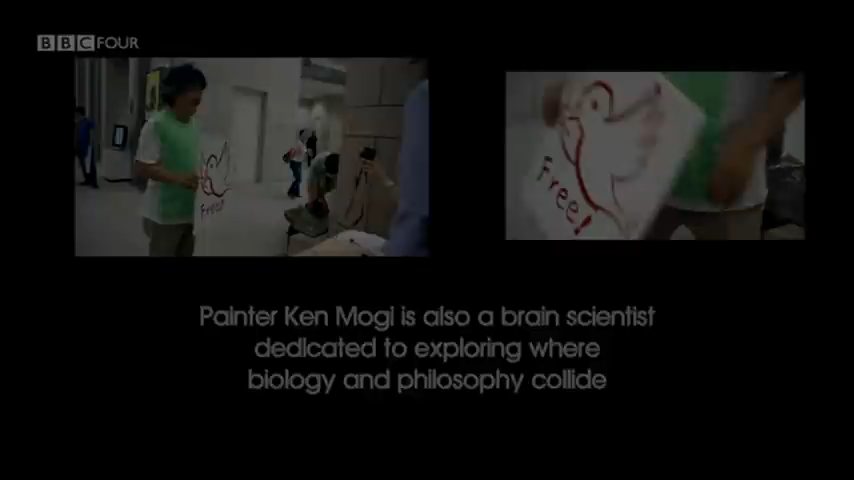 BBC FOUR
Free!
Free!
Painter Ken Mogi is also a brain scientist
dedicated to exploring where
biology and philosophy collide